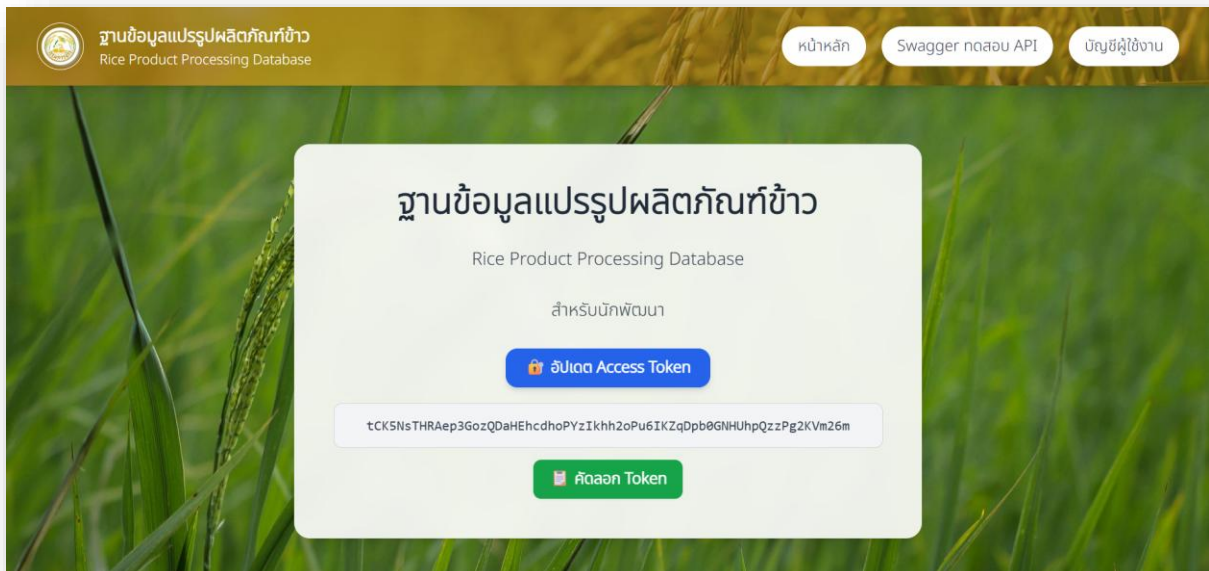 ฐานข้อมูลแปรรูปผลิตภัณฑ์ข้าว
Rice Product Processing Database
หน้าหลัก
Swagger ทดสอบ API
บัญชีผู้ใช้งาน
ฐานข้อมูลแปรรูปผลิตภัณฑ์ข้าว
Rice Product Processing Database
สำหรับนักพัฒนา
อัปเดต Access Token
tCK5NsTHRAep3GozQDaHEhcdhoPYzIkhh2oPu6IKZqDpb0GNHUhpQzzPg2KVm26m
คัดลอก Token